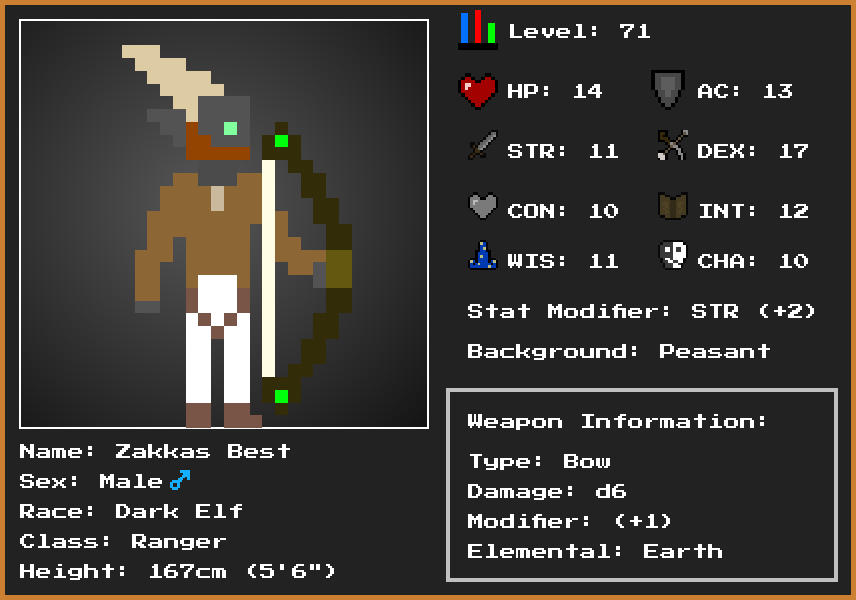 Level: 71
HP: 14
AC: 13
STR: 11
DEX: 17
CON: 10
INT: 12
WIS: 11
CHA: 10
Stat Modifier: STR (+2)
Background: Peasant
Name: Zakkas Best
Sex: Male♂
Race: Dark Elf
Class: Ranger
Height: 167cm (5'6")
Weapon Information:
Type: Bow
Damage: d6
Modifier: (+1)
Elemental: Earth